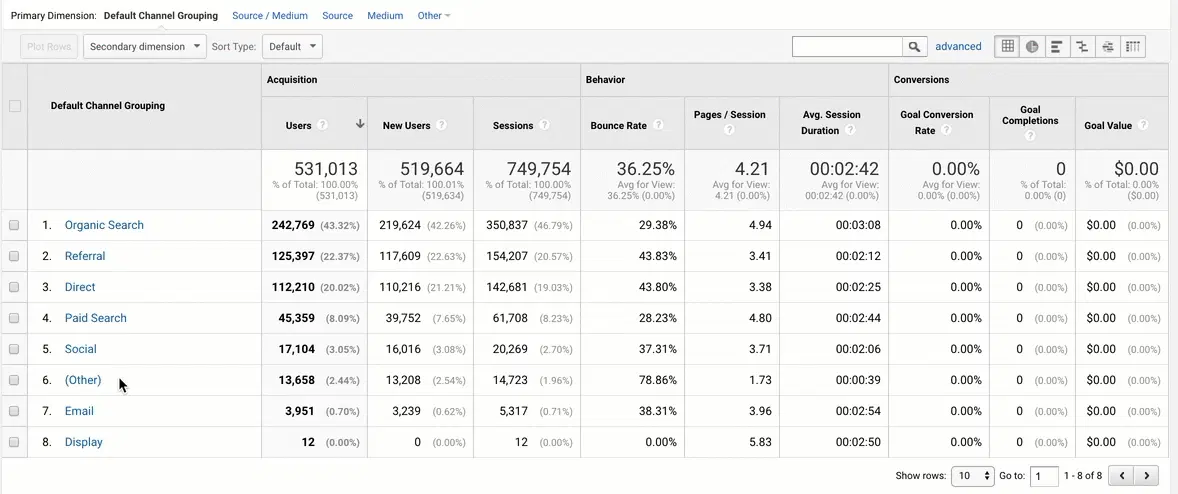 Primary Dimension: Default Channel Grouping Source / Medium Source Medium Other
Plot Rows Secondary dimension Sort Type: Default advanced
Default Channel Grouping Acquisition Behavior Conversions
Users ? New Users ? Sessions ? Bounce Rate ? Pages / Session ? Avg. Session Duration ? Goal Conversion Rate ? Goal Completions ? Goal Value ?
531,013 519,664 749,754 36.25% 4.21 00:02:42 0.00% 0 $0.00
% of Total: 100.00% % of Total: 100.01% % of Total: 100.00% Avg for View: Avg for View: Avg for View: Avg for View: % of Total: % of Total: 0.00%
(531,013) (519,634) (749,754) 36.25% (0.00%) 4.21 (0.00%) 00:02:42 (0.00%) 0.00% (0.00%) 0.00% (0) ($0.00)
1. Organic Search 242,769 (43.32%) 219,624 (42.26%) 350,837 (46.79%) 29.38% 4.94 00:03:08 0.00% 0 (0.00%) $0.00 (0.00%)
2. Referral 125,397 (22.37%) 117,609 (22.63%) 154,207 (20.57%) 43.83% 3.41 00:02:12 0.00% 0 (0.00%) $0.00 (0.00%)
3. Direct 112,210 (20.02%) 110,216 (21.21%) 142,681 (19.03%) 43.80% 3.38 00:02:25 0.00% 0 (0.00%) $0.00 (0.00%)
4. Paid Search 45,359 (8.09%) 39,752 (7.65%) 61,708 (8.23%) 28.23% 4.80 00:02:44 0.00% 0 (0.00%) $0.00 (0.00%)
5. Social 17,104 (3.05%) 16,016 (3.08%) 20,269 (2.70%) 37.31% 3.71 00:02:06 0.00% 0 (0.00%) $0.00 (0.00%)
6. (Other) 13,658 (2.44%) 13,208 (2.54%) 14,723 (1.96%) 78.86% 1.73 00:00:39 0.00% 0 (0.00%) $0.00 (0.00%)
7. Email 3,951 (0.70%) 3,239 (0.62%) 5,317 (0.71%) 38.31% 3.96 00:02:54 0.00% 0 (0.00%) $0.00 (0.00%)
8. Display 12 (0.00%) 0 (0.00%) 12 (0.00%) 0.00% 5.83 00:02:50 0.00% 0 (0.00%) $0.00 (0.00%)
Show rows: 10 Go to: 1 1 - 8 of 8